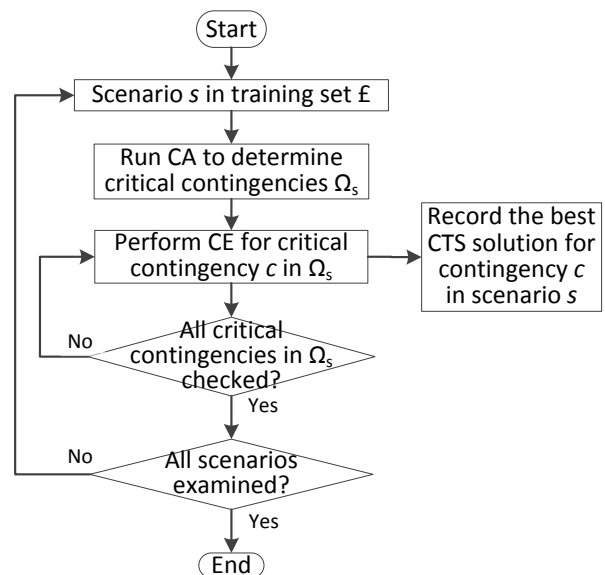 Start
Scenario s in training set £
Run CA to determine
critical contingencies Ωs
Perform CE for critical
contingency c in Ωs
Record the best
CTS solution for
contingency c
in scenario s
All critical
contingencies in Ωs
checked?
No
Yes
All scenarios
examined?
No
Yes
End